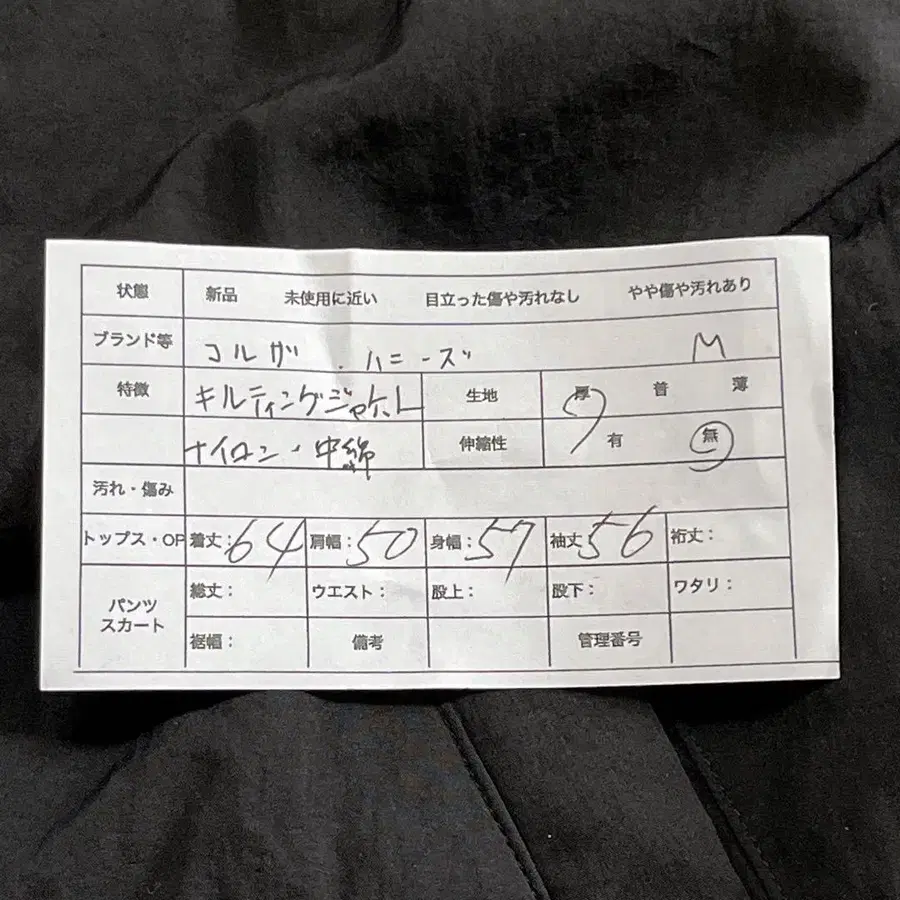 状態 新品 未使用に近い 目立った傷や汚れなし やや傷や汚れあり
ブランド等 コルザ . ハニーズ M
特徴 キルティングジャケット 生地 厚 普 薄
ナイロン・中綿 伸縮性 有 無
汚れ・傷み
トップス・OP 着丈:64 肩幅:50 身幅:57 袖丈56 裄丈:
パンツ スカート 総丈: ウエスト: 股上: 股下: ワタリ:
裾幅: 備考 管理番号